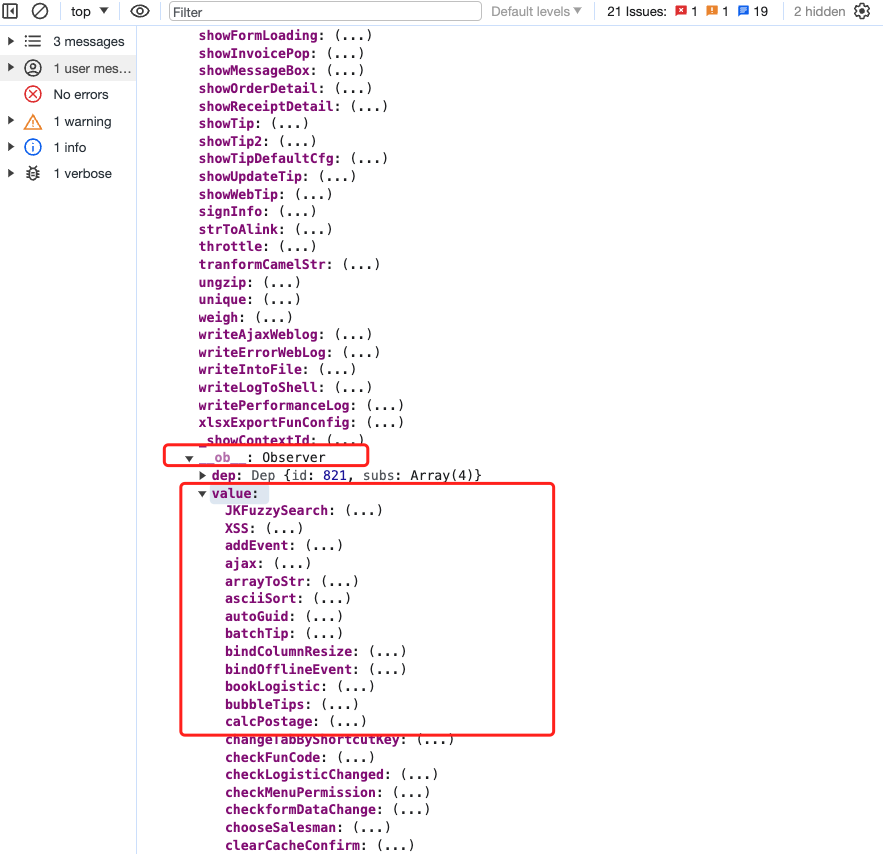 top Filter Default levels 21 Issues: 1 1 19 2 hidden
3 messages
1 user mes...
No errors
1 warning
1 info
1 verbose
showFormLoading: (...)
showInvoicePop: (...)
showMessageBox: (...)
showOrderDetail: (...)
showReceiptDetail: (...)
showTip: (...)
showTip2: (...)
showTipDefaultCfg: (...)
showUpdateTip: (...)
showWebTip: (...)
signInfo: (...)
strToAlink: (...)
throttle: (...)
tranformCamelStr: (...)
ungzip: (...)
unique: (...)
weigh: (...)
writeAjaxWeblog: (...)
writeErrorWebLog: (...)
writeIntoFile: (...)
writeLogToShell: (...)
writePerformanceLog: (...)
xlsxExportFunConfig: (...)
_showContextId: (...)
__ob__: Observer
dep: Dep {id: 821, subs: Array(4)}
value:
JKFuzzySearch: (...)
XSS: (...)
addEvent: (...)
ajax: (...)
arrayToStr: (...)
asciiSort: (...)
autoGuid: (...)
batchTip: (...)
bindColumnResize: (...)
bindOfflineEvent: (...)
bookLogistic: (...)
bubbleTips: (...)
calcPostage: (...)
changeTabByShortcutKey: (...)
checkFunCode: (...)
checkLogisticChanged: (...)
checkMenuPermission: (...)
checkformDataChange: (...)
chooseSalesman: (...)
clearCacheConfirm: (...)